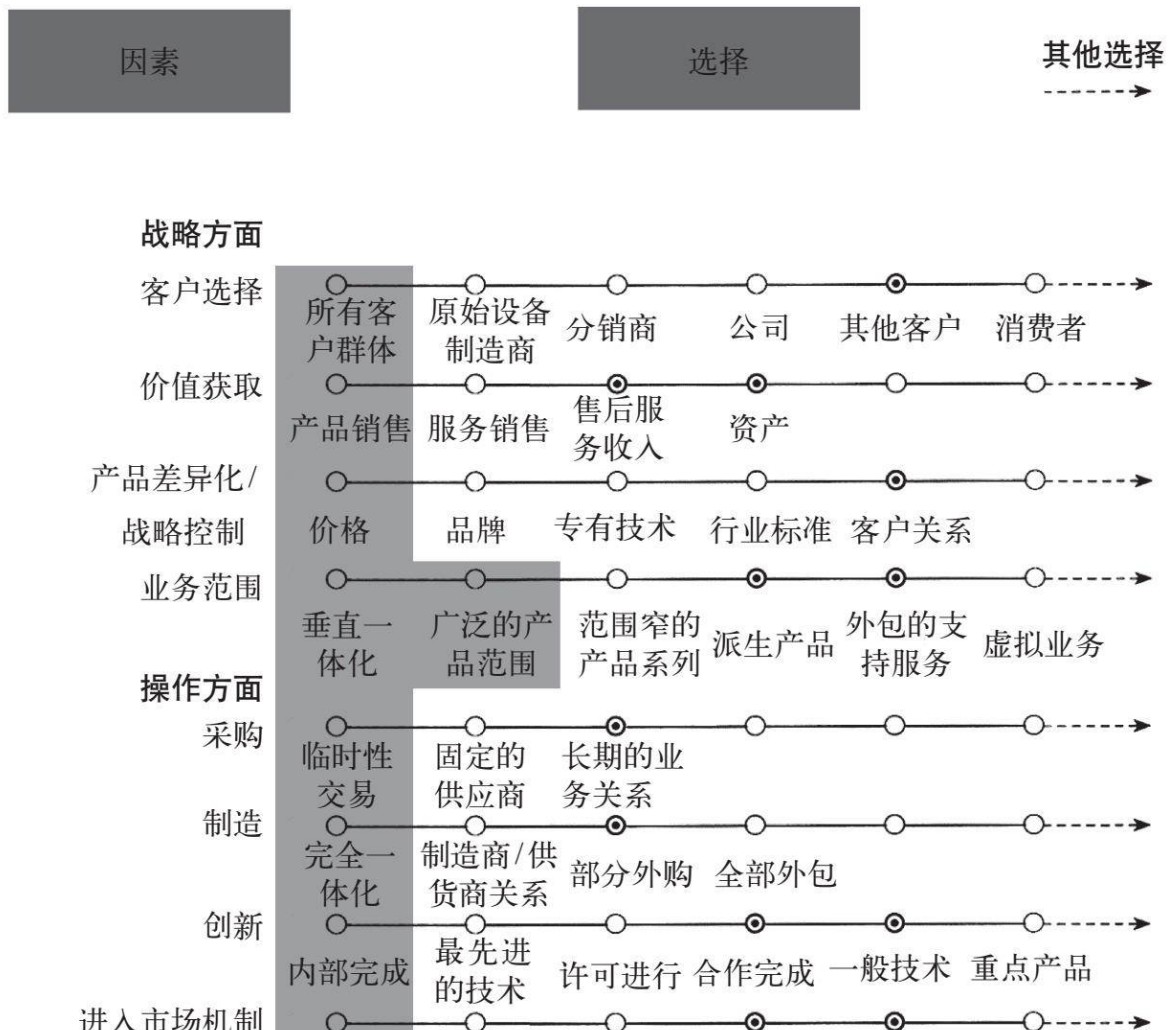 因素
选择
其他选择
战略方面
客户选择
所有客
户群体
原始设备
制造商
分销商
公司
其他客户
消费者
价值获取
产品销售
服务销售
售后服
务收入
资产
产品差异化/
战略控制
价格
品牌
专有技术
行业标准
客户关系
业务范围
垂直一
体化
广泛的产
品范围
范围窄的
产品系列
派生产品
外包的支
持服务
虚拟业务
操作方面
采购
临时性
交易
固定的
供应商
长期的业
务关系
制造
完全一
体化
制造商/供
货商关系
部分外购
全部外包
创新
内部完成
最先进
的技术
许可进行
合作完成
一般技术
重点产品
进入市场机制